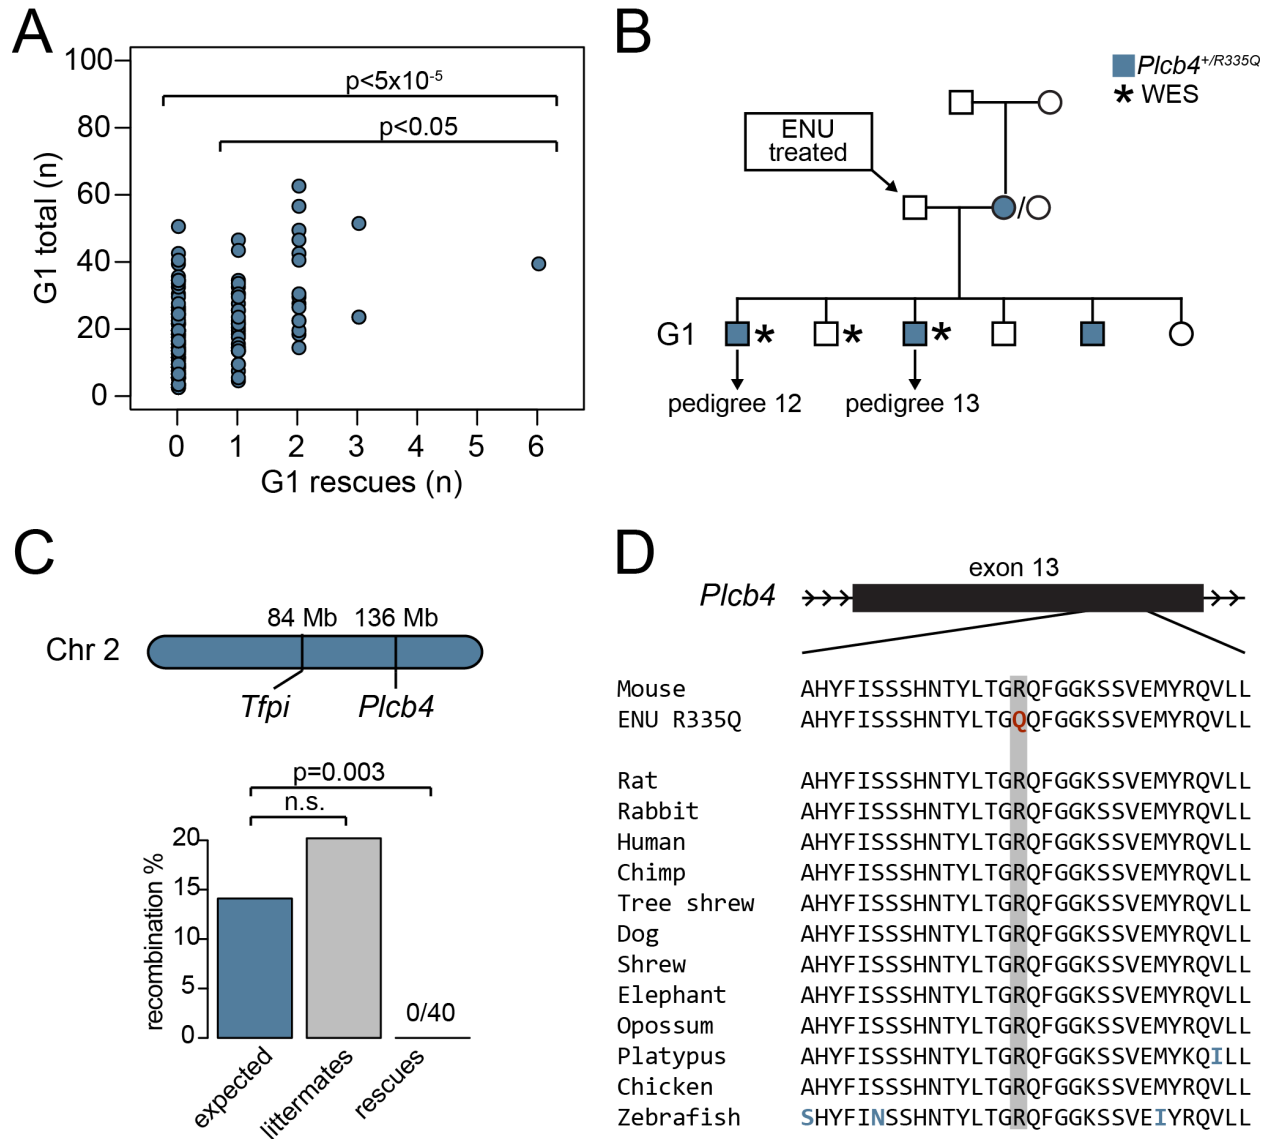 A
100
80
60
40
20
0
G1 total (n)
p<5x10-5
p<0.05
0 1 2 3 4 5 6
G1 rescues (n)
B
Plcb4+/R335Q
* WES
ENU
treated
/
G1
* * *
pedigree 12 pedigree 13
C
84 Mb 136 Mb
Chr 2
Tfpi Plcb4
p=0.003
n.s.
20
15
10
5
0
recombination %
0/40
expected
littermates
rescues
D
exon 13
Plcb4
Mouse AHYFISSSHNTYLTGRQFGGKSSVEMYRQVLL
ENU R335Q AHYFISSSHNTYLTGQQFGGKSSVEMYRQVLL
Rat AHYFISSSHNTYLTGRQFGGKSSVEMYRQVLL
Rabbit AHYFISSSHNTYLTGRQFGGKSSVEMYRQVLL
Human AHYFISSSHNTYLTGRQFGGKSSVEMYRQVLL
Chimp AHYFISSSHNTYLTGRQFGGKSSVEMYRQVLL
Tree shrew AHYFISSSHNTYLTGRQFGGKSSVEMYRQVLL
Dog AHYFISSSHNTYLTGRQFGGKSSVEMYRQVLL
Shrew AHYFISSSHNTYLTGRQFGGKSSVEMYRQVLL
Elephant AHYFISSSHNTYLTGRQFGGKSSVEMYRQVLL
Opossum AHYFISSSHNTYLTGRQFGGKSSVEMYRQVLL
Platypus AHYFISSSHNTYLTGRQFGGKSSVEMYKQILL
Chicken AHYFISSSHNTYLTGRQFGGKSSVEMYRQVLL
Zebrafish SHYFINSSHNTYLTGRQFGGKSSVEIYRQVLL